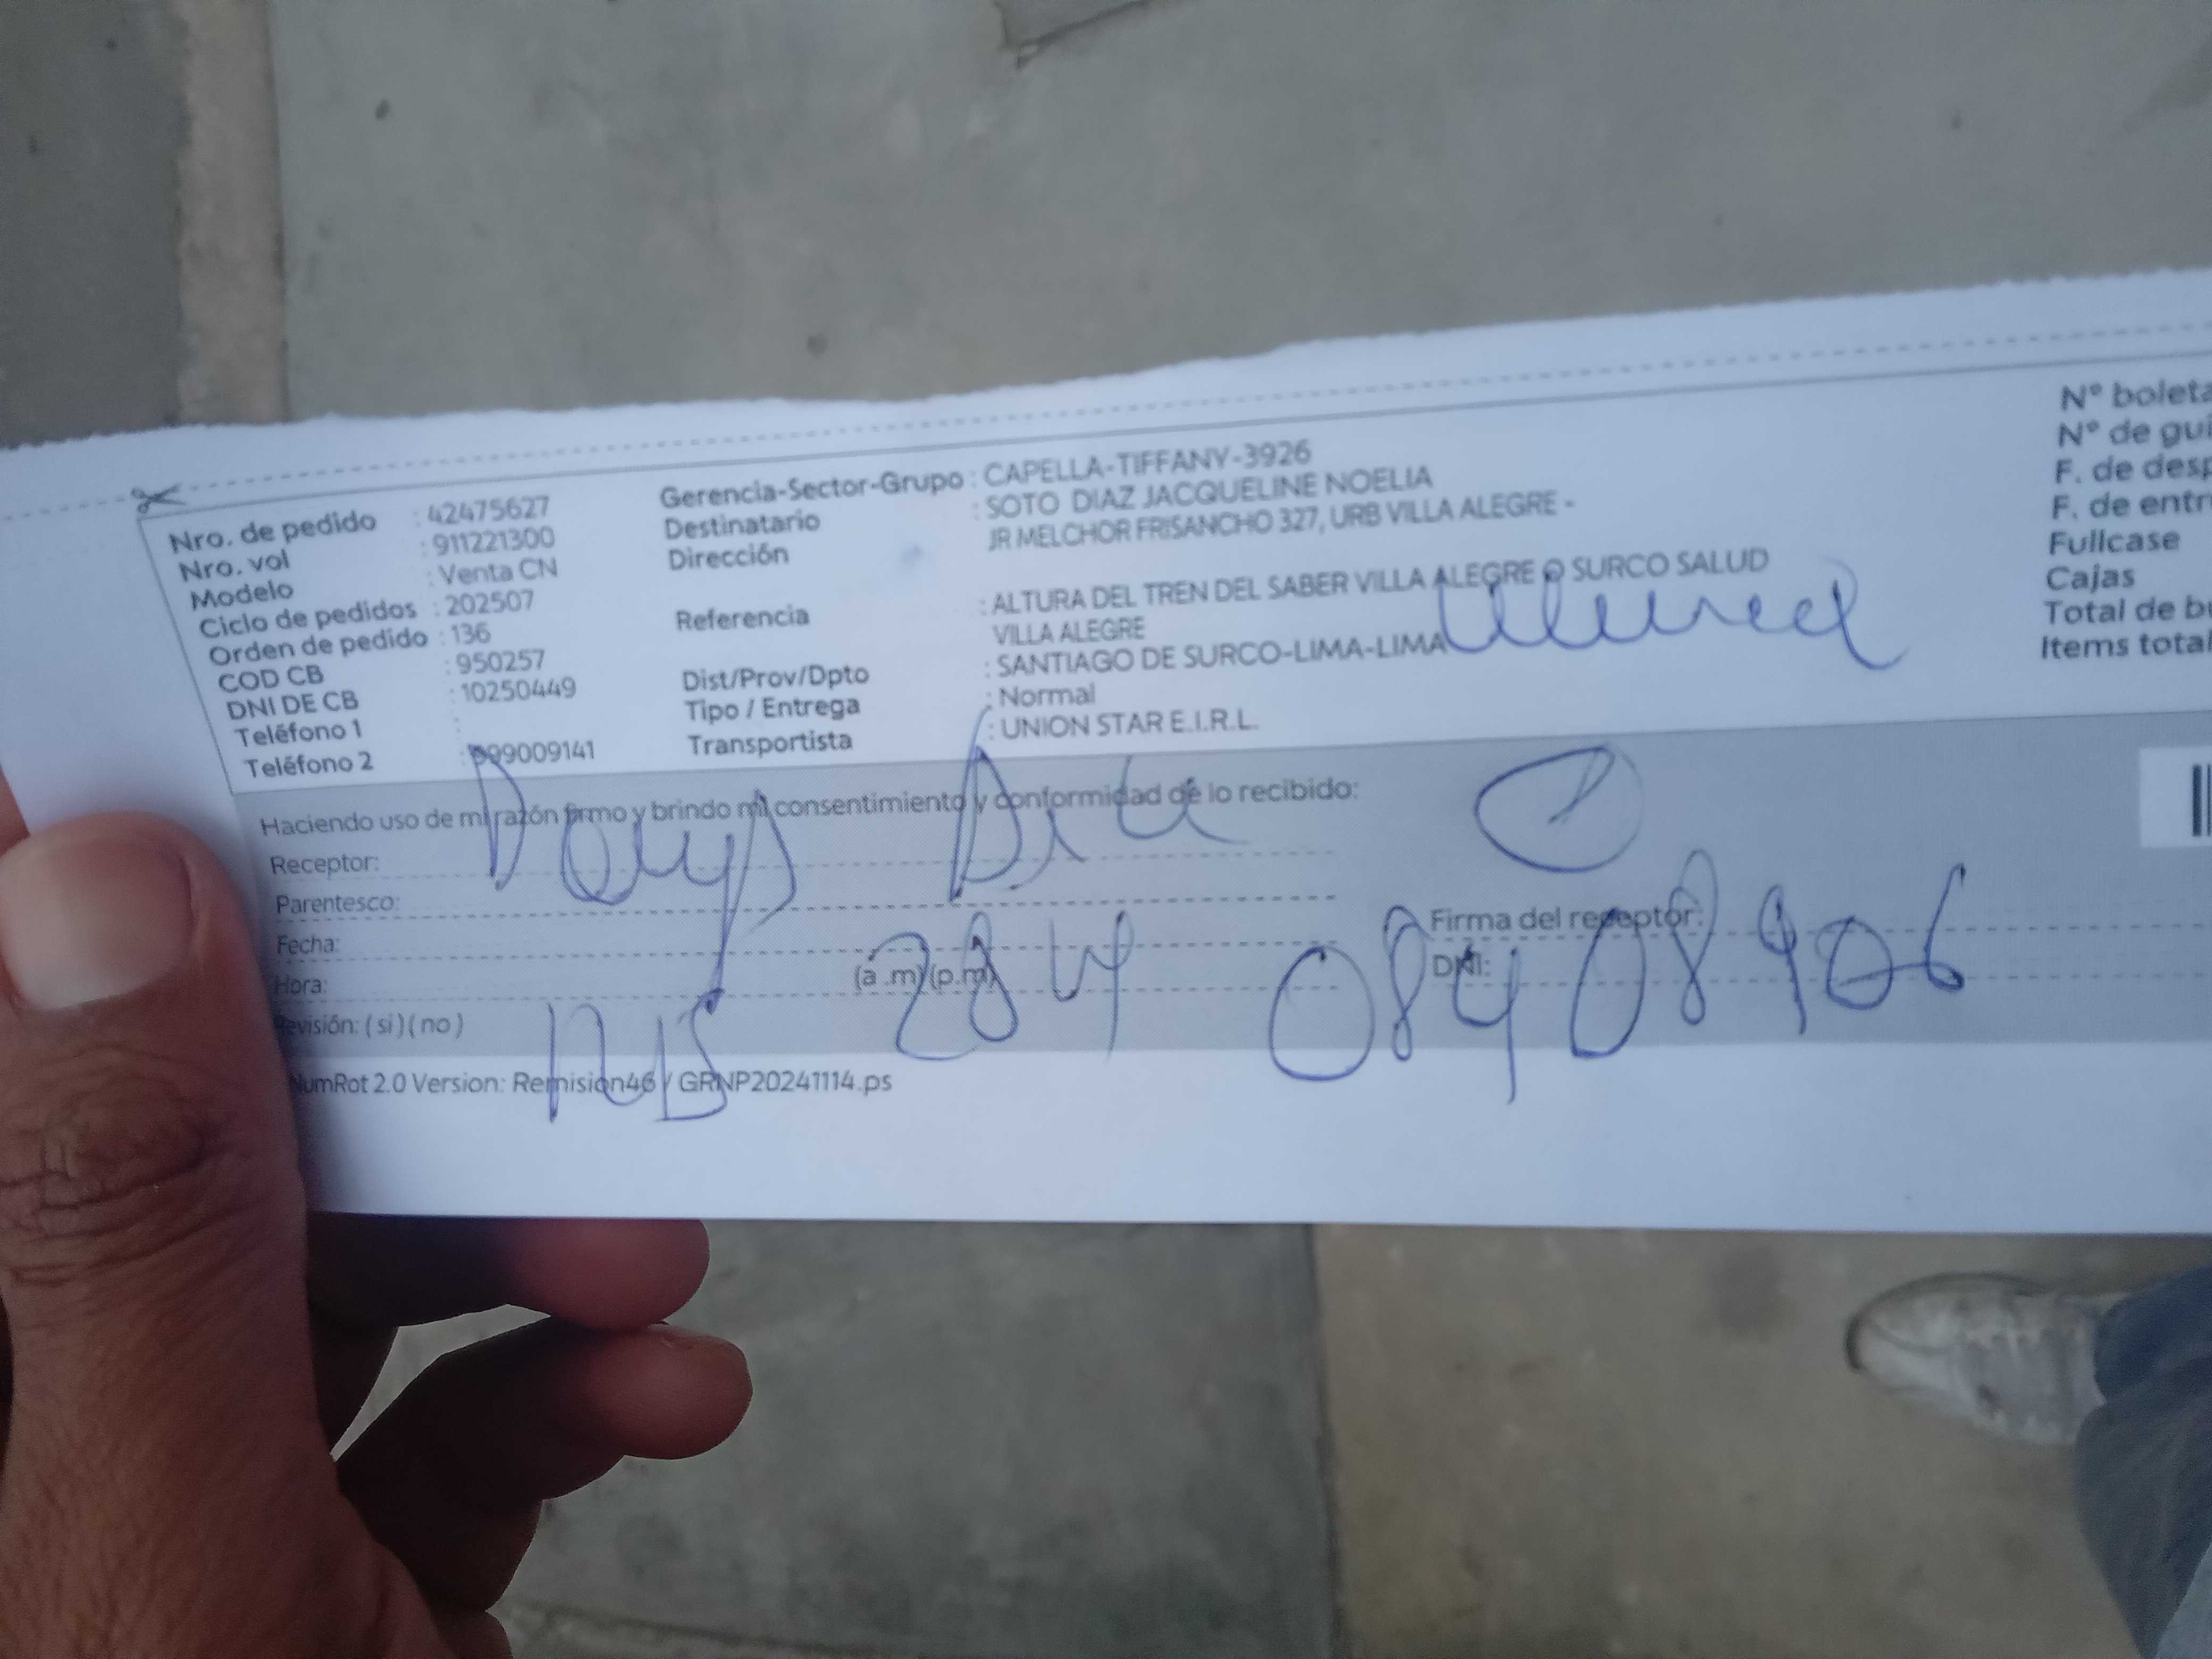 Nro. de pedido : 42475627
Nro. vol : 911221300
Modelo : Venta CN
Ciclo de pedidos : 202507
Orden de pedido : 136
COD CB : 950257
DNI DE CB : 10250449
Teléfono 1 :
Teléfono 2 : 999009141
Gerencia-Sector-Grupo : CAPELLA-TIFFANY-3926
Destinatario : SOTO DIAZ JACQUELINE NOELIA
Dirección JR MELCHOR FRISANCHO 327, URB VILLA ALEGRE -
Referencia : ALTURA DEL TREN DEL SABER VILLA ALEGRE O SURCO SALUD
VILLA ALEGRE
Dist/Prov/Dpto : SANTIAGO DE SURCO-LIMA-LIMA
Tipo / Entrega : Normal
Transportista : UNION STAR E.I.R.L.
N° boleta
N° de gui
F. de desp
F. de entr
Fullcase
Cajas
Total de bu
Items total
Haciendo uso de mi razón firmo y brindo mi consentimiento y conformidad de lo recibido:
Receptor:
Parentesco:
Fecha:
Hora: (a .m) (p.m)
Revisión: ( si ) ( no )
Firma del receptor:
DNI: 08408906
284
NumRot 2.0 Version: Remision46 / GRNP20241114.ps